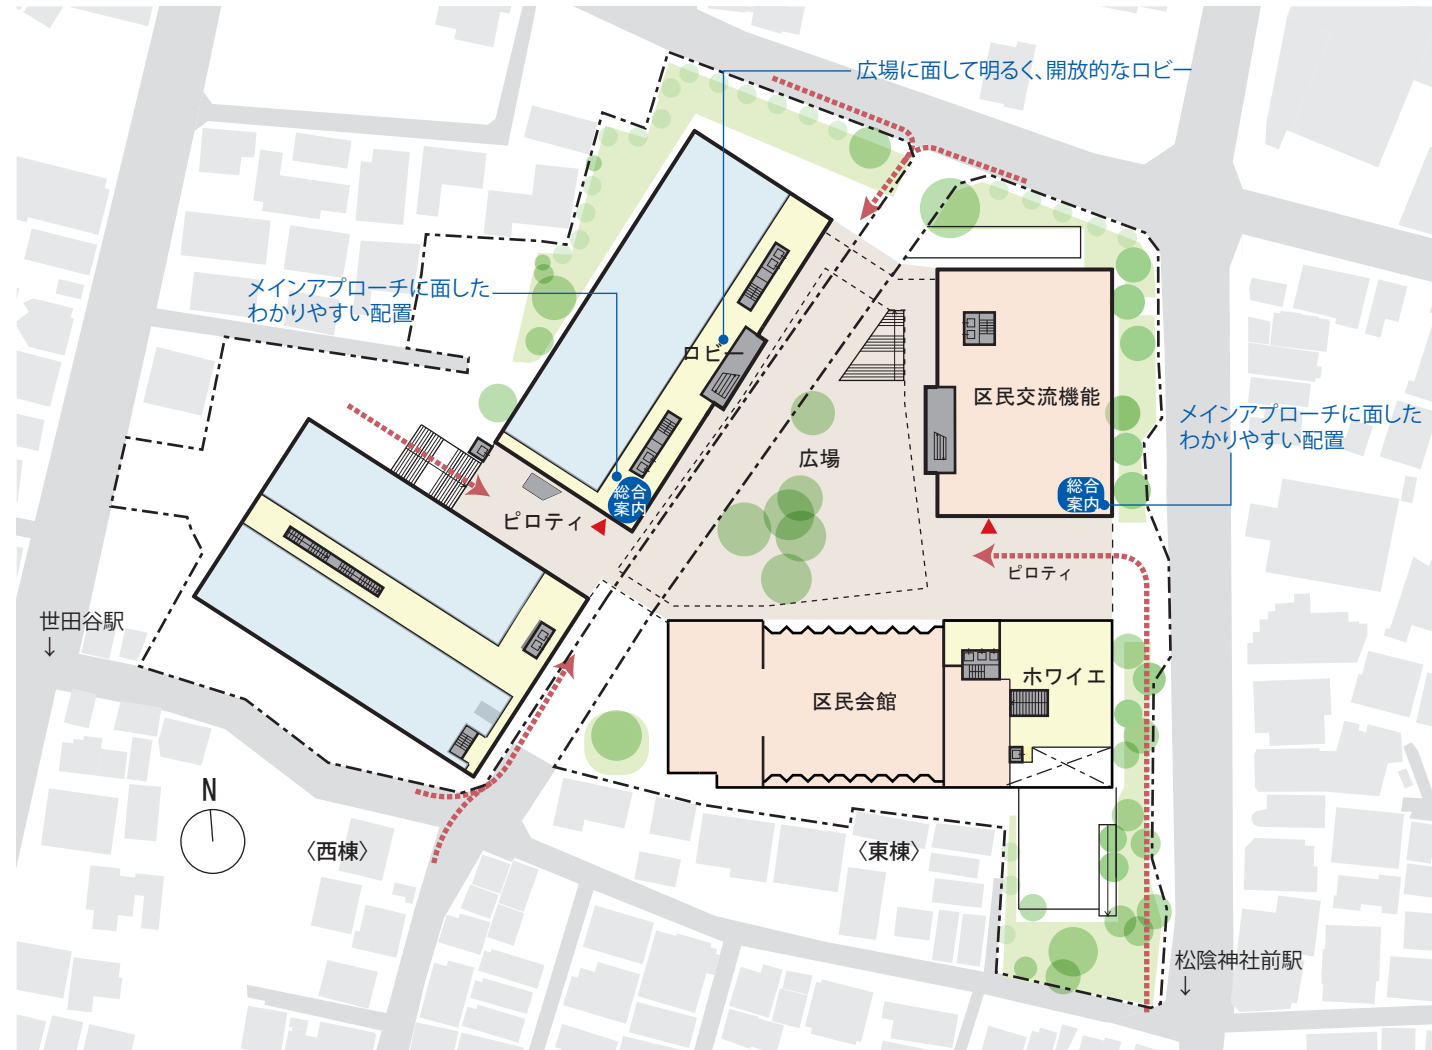 広場に面して明るく、開放的なロビー
メインアプローチに面した
わかりやすい配置
ロビー
区民交流機能
メインアプローチに面した
わかりやすい配置
広場
総合
案内
総合
案内
ピロティ
ピロティ
世田谷駅
↓
ホワイエ
区民会館
N
〈西棟〉
〈東棟〉
松陰神社前駅
↓